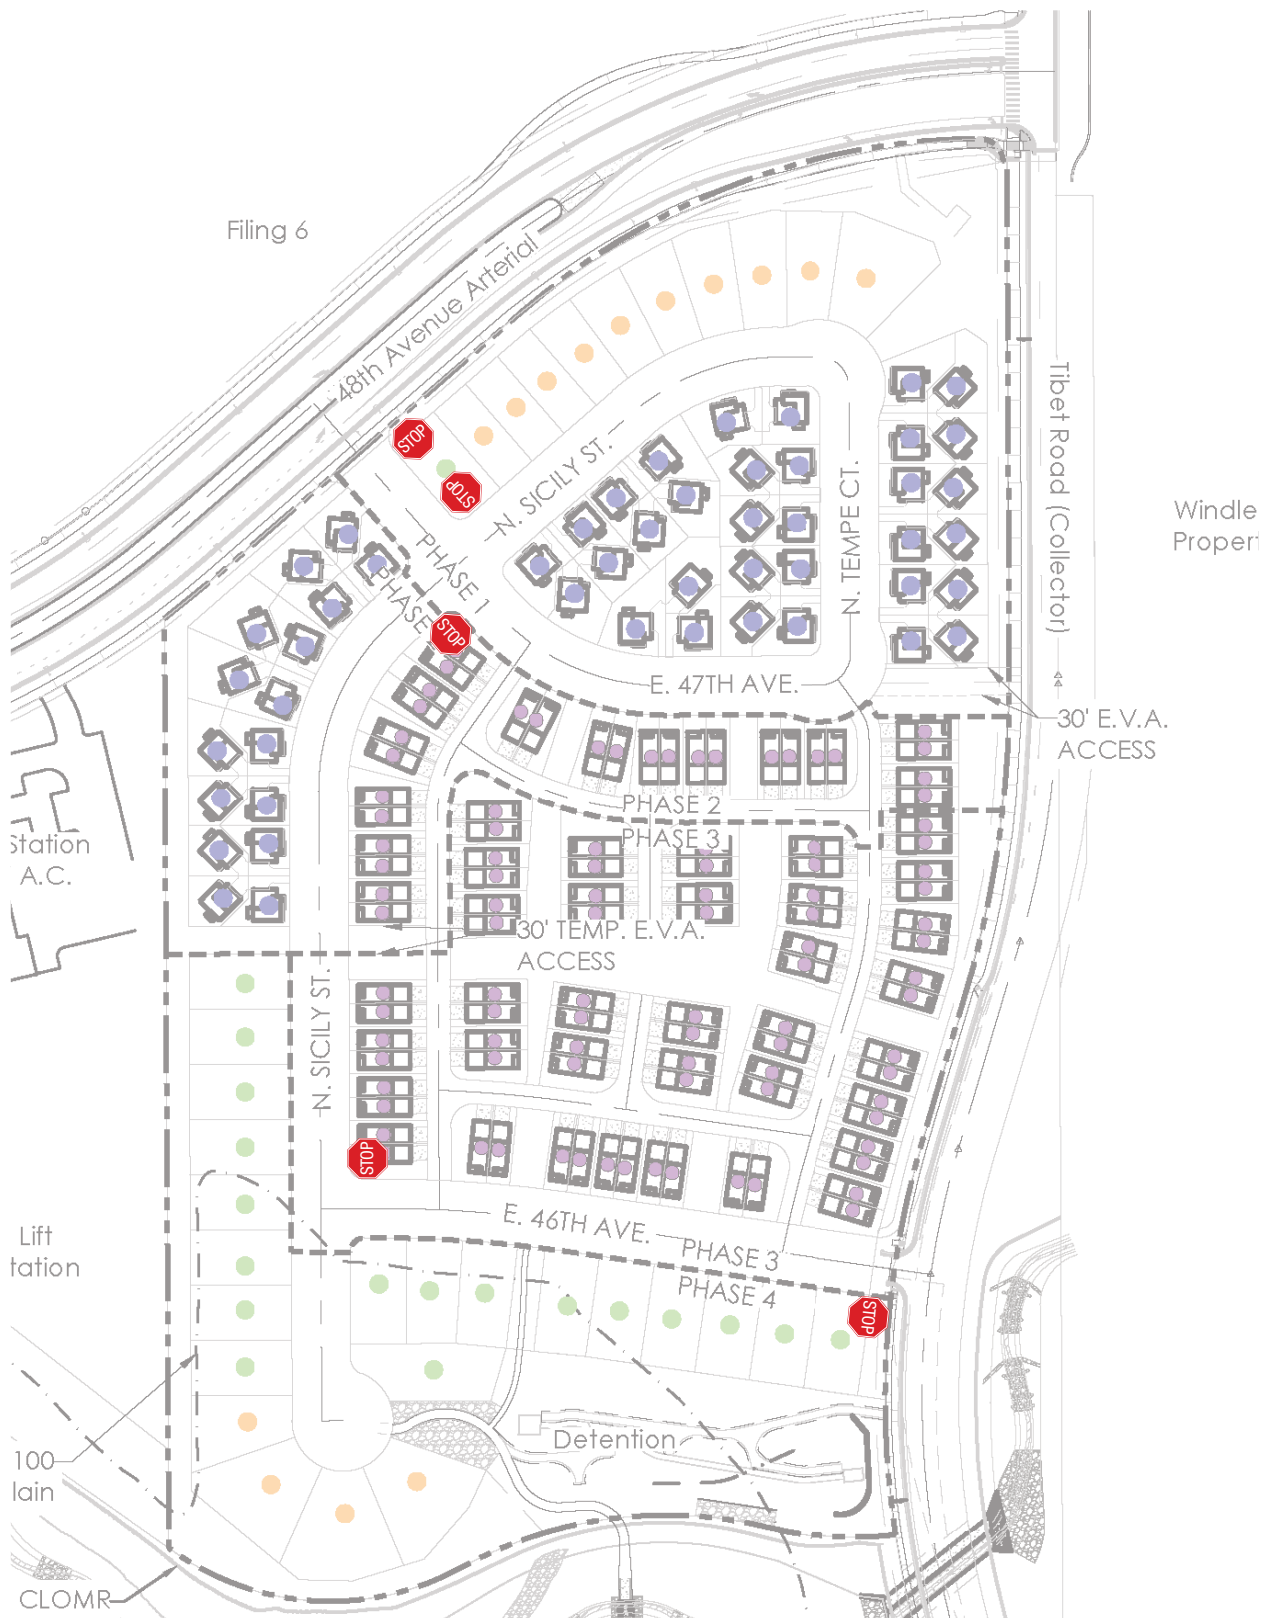 Filing 6
48th Avenue Arterial
STOP
STOP
N. SICILY ST.
Tibet Road (Collector)
Windle
N. TEMPE CT.
PHASE 1
PHASE
STOP
E. 47TH AVE.
30' E.V.A.
ACCESS
PHASE 2
PHASE 3
Station
A.C.
30' TEMP. E.V.A.
ACCESS
N. SICILY ST.
STOP
E. 46TH AVE.
PHASE 3
PHASE 4
Lift
tation
STOP
Detention
100
lain
CLOMR